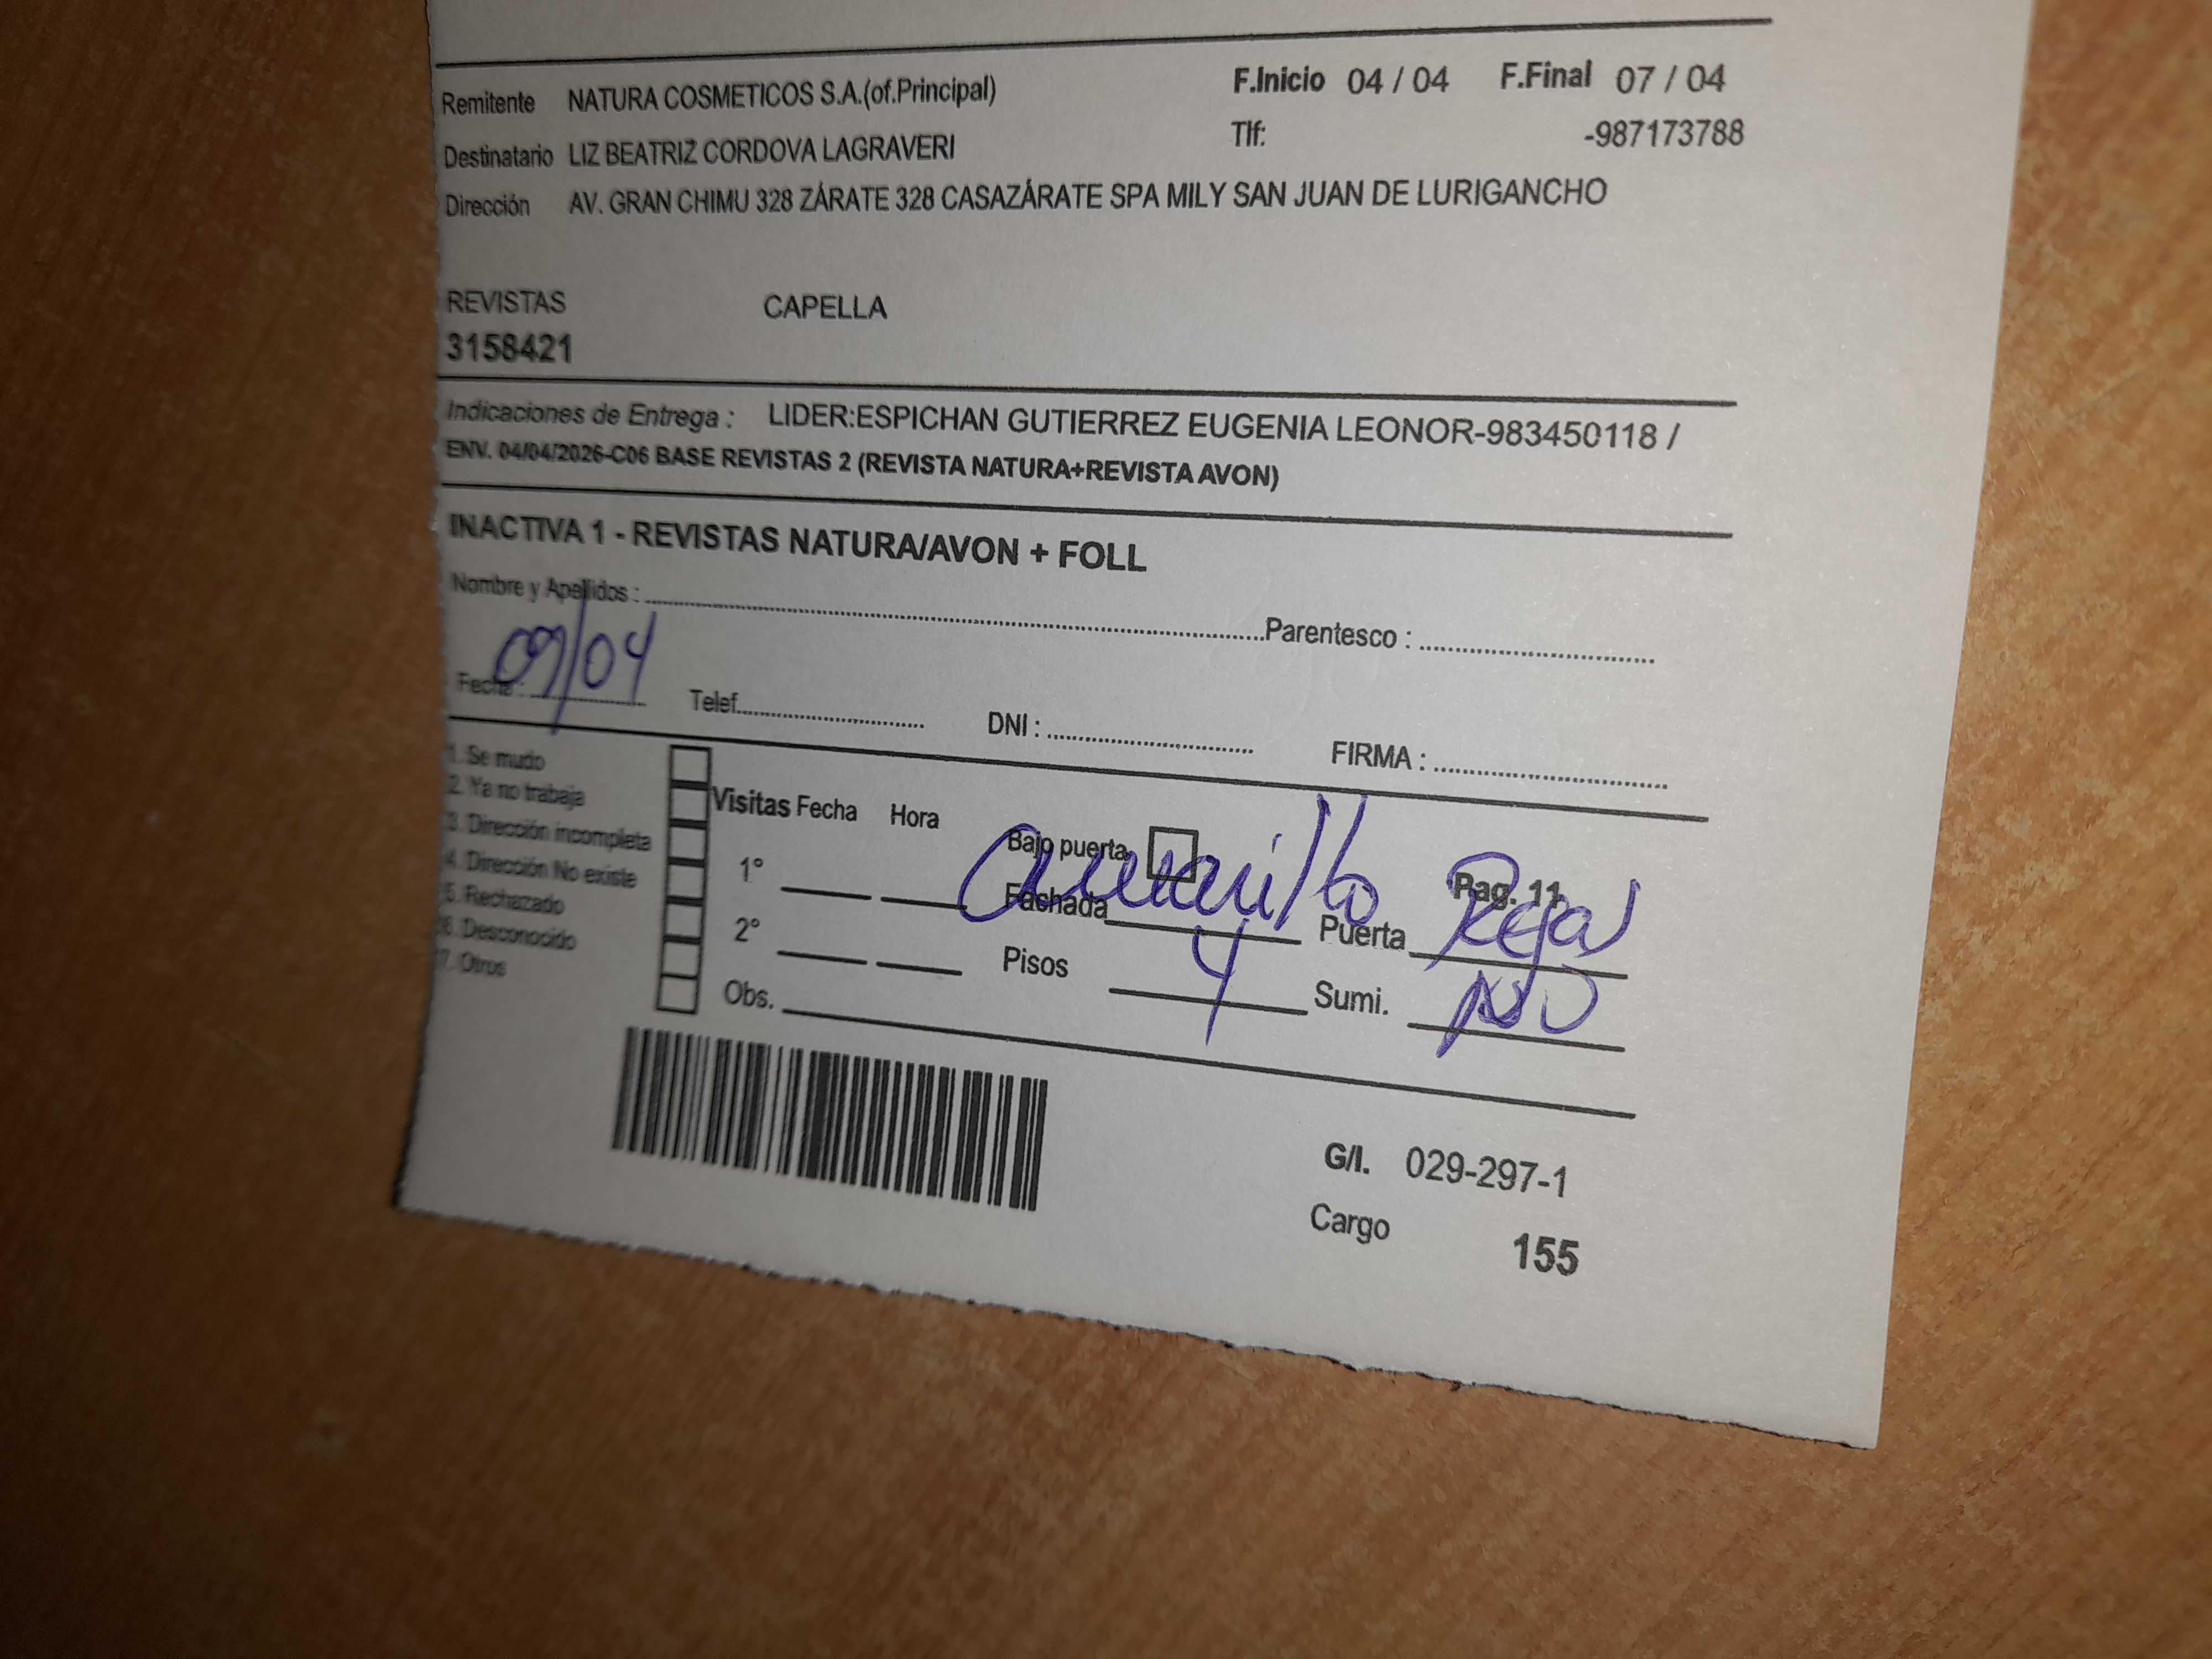 Remitente NATURA COSMETICOS S.A.(of.Principal) F.Inicio 04 / 04 F.Final 07 / 04
Destinatario LIZ BEATRIZ CORDOVA LAGRAVERI Tlf: -987173788
Dirección AV. GRAN CHIMU 328 ZÁRATE 328 CASAZÁRATE SPA MILY SAN JUAN DE LURIGANCHO
REVISTAS CAPELLA
3158421
Indicaciones de Entrega : LIDER:ESPICHAN GUTIERREZ EUGENIA LEONOR-983450118 /
ENV. 04/04/2026-C06 BASE REVISTAS 2 (REVISTA NATURA+REVISTA AVON)
INACTIVA 1 - REVISTAS NATURA/AVON + FOLL
Nombre y Apellidos : Parentesco :
Fecha : 09/04 Telef. DNI : FIRMA :
1. Se mudo
2. Ya no trabaja
3. Dirección incompleta
4. Dirección No existe
5. Rechazado
6. Desconocido
7. Otros
Visitas Fecha Hora
1°
2°
Obs.
Bajo puerta Pag. 11
Fachada amarillo Puerta Reja
Pisos 4 Sumi. NO
G/I. 029-297-1
Cargo 155